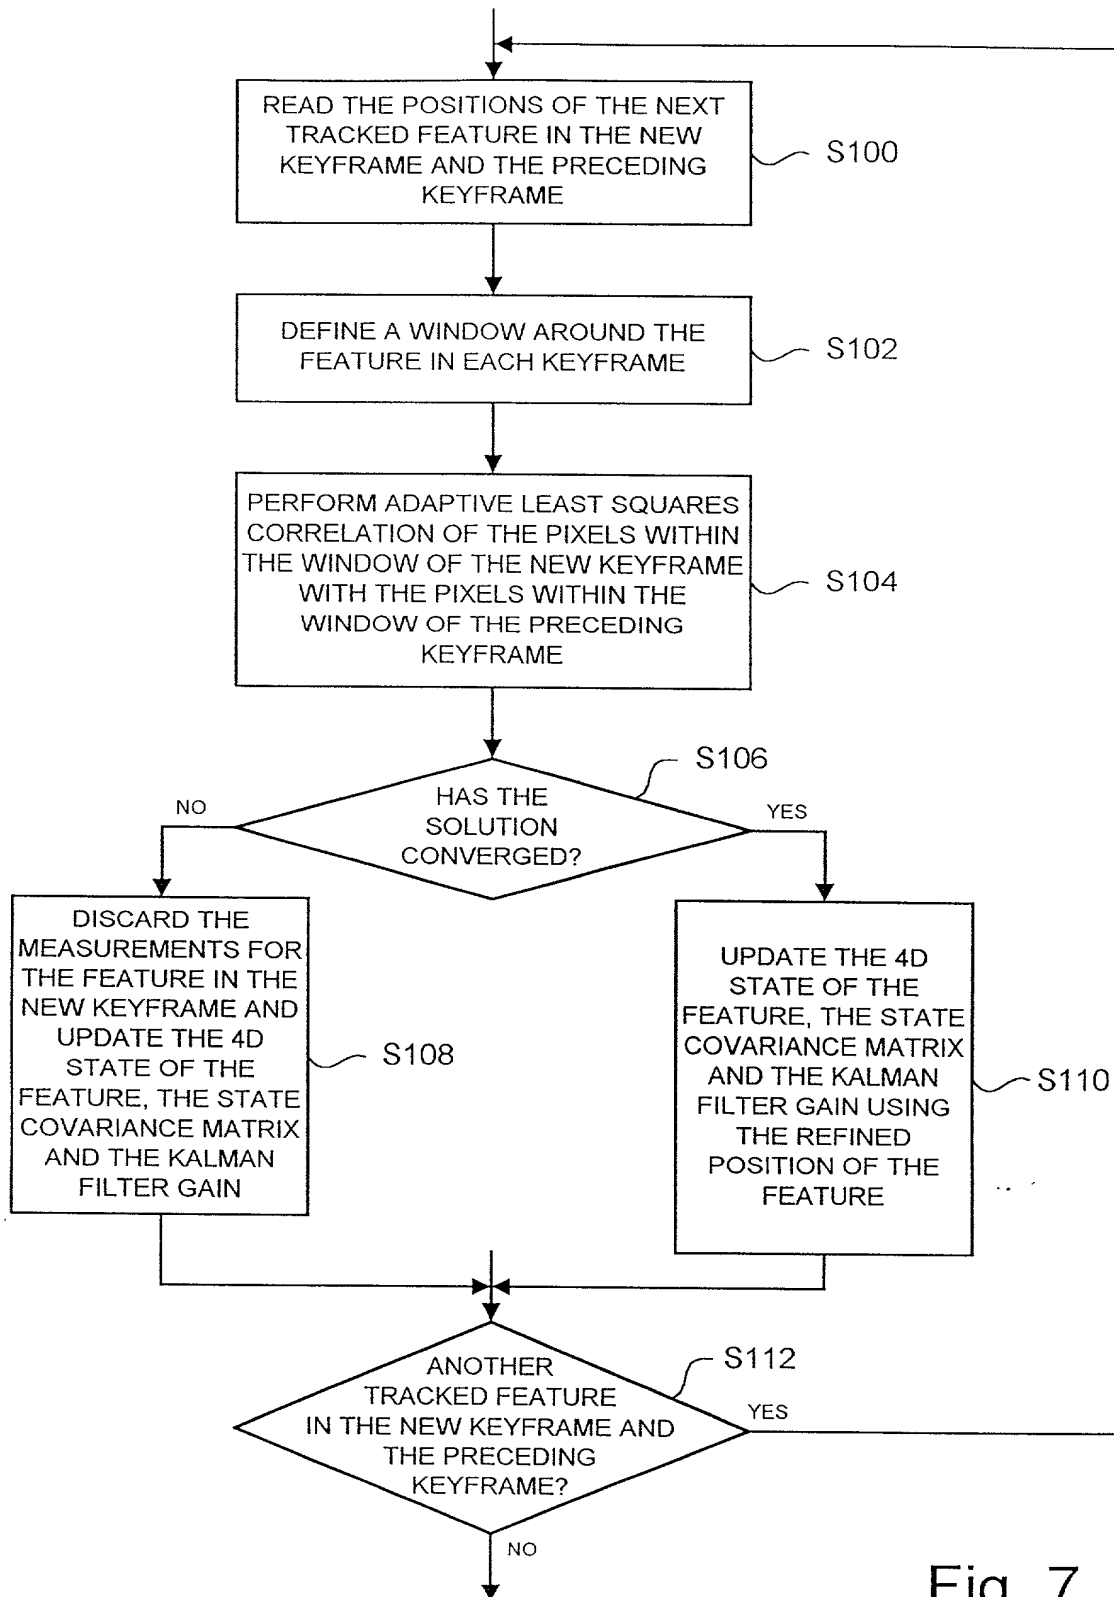 READ THE POSITIONS OF THE NEXT
TRACKED FEATURE IN THE NEW
KEYFRAME AND THE PRECEDING
KEYFRAME
S100
DEFINE A WINDOW AROUND THE
FEATURE IN EACH KEYFRAME
S102
PERFORM ADAPTIVE LEAST SQUARES
CORRELATION OF THE PIXELS WITHIN
THE WINDOW OF THE NEW KEYFRAME
WITH THE PIXELS WITHIN THE
WINDOW OF THE PRECEDING
KEYFRAME
S104
S106
HAS THE
SOLUTION
CONVERGED?
NO
YES
DISCARD THE
MEASUREMENTS FOR
THE FEATURE IN THE
NEW KEYFRAME AND
UPDATE THE 4D
STATE OF THE
FEATURE, THE STATE
COVARIANCE MATRIX
AND THE KALMAN
FILTER GAIN
S108
UPDATE THE 4D
STATE OF THE
FEATURE, THE STATE
COVARIANCE MATRIX
AND THE KALMAN
FILTER GAIN USING
THE REFINED
POSITION OF THE
FEATURE
S110
S112
ANOTHER
TRACKED FEATURE
IN THE NEW KEYFRAME AND
THE PRECEDING
KEYFRAME?
YES
NO
Fig. 7